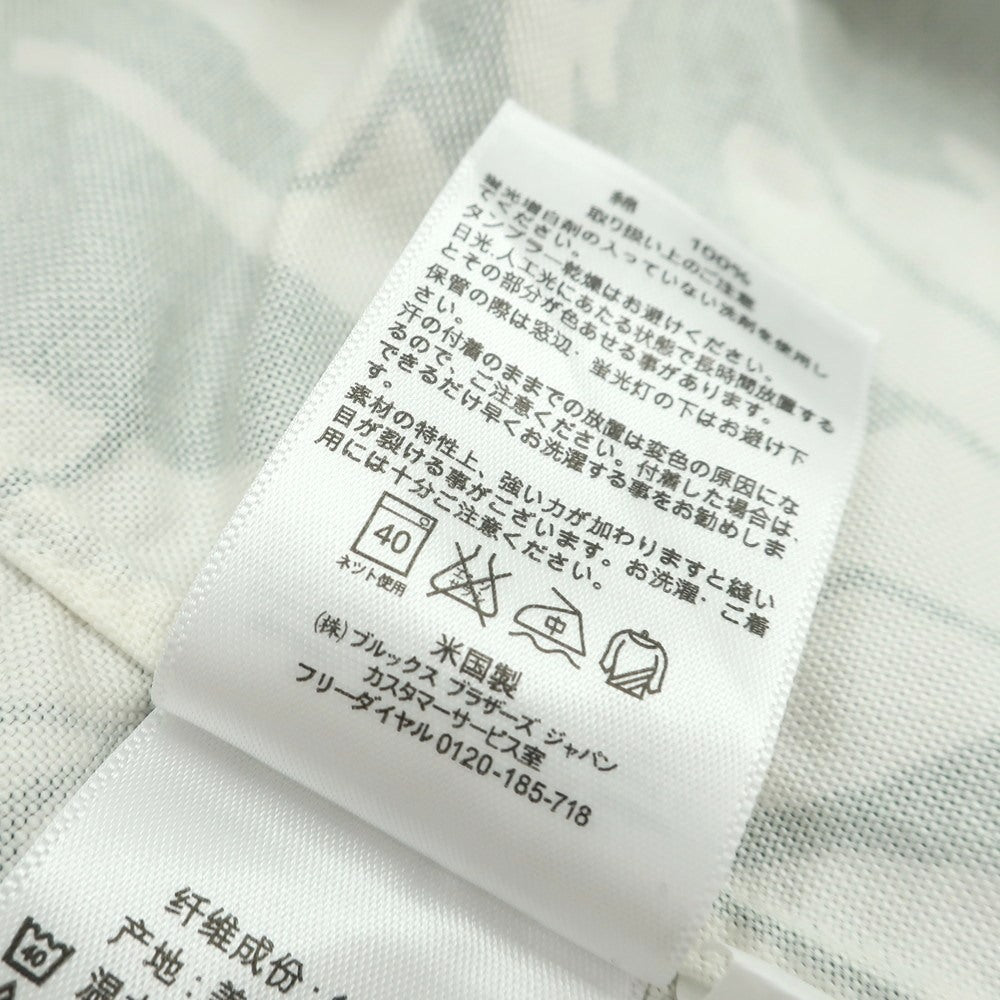 綿 100%
取り扱い上のご注意
蛍光増白剤の入っていない洗剤を使用し
てください。
タンブラー乾燥はお避けください。
日光、人工光にあたる状態で長時間放置する
とその部分が色あせる事があります。
保管の際は窓辺、蛍光灯の下はお避け下
さい。
汗の付着のままでの放置は変色の原因にな
るので、ご注意ください。付着した場合は、
できるだけ早くお洗濯する事をお勧めしま
す。
素材の特性上、強い力が加わりますと縫い
目が裂ける事がございます。お洗濯、ご着
用には十分ご注意ください。
40
ネット使用
エンソ
サラシ
中
米国製
(株)ブルックス ブラザーズ ジャパン
カスタマーサービス室
フリーダイヤル 0120-185-718
纤维成份:
40
产地:美
温水